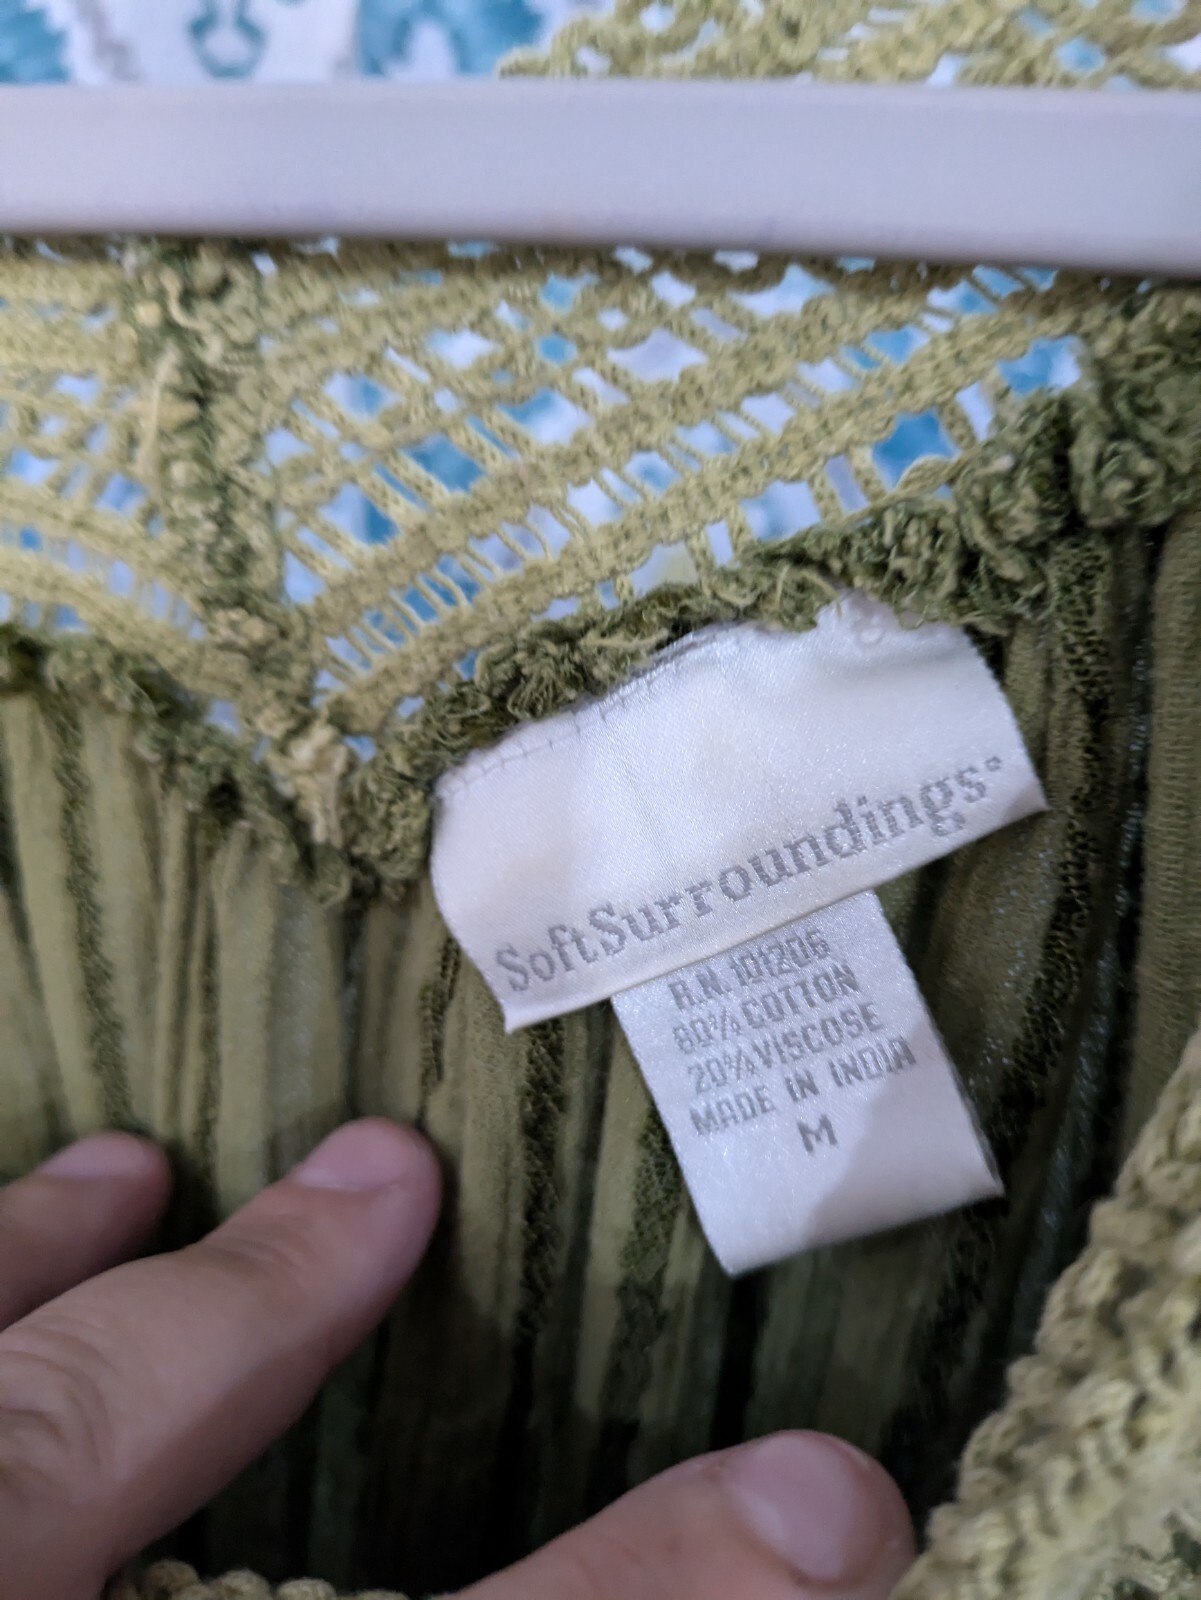 SoftSurroundings®
R.N. 101206
80% COTTON
20% VISCOSE
MADE IN INDIA
M